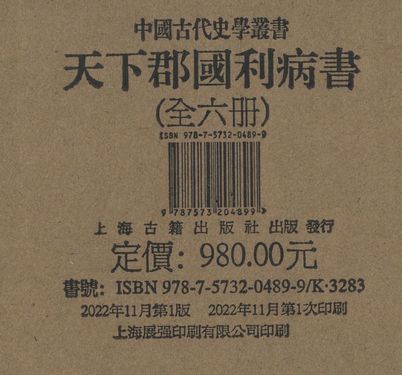 中國古代史學叢書
天下郡國利病書
(全六册)
ISBN 978-7-5732-0489-9
9 787573 204899
上海古籍出版社出版 發行
定價：980.00元
書號：ISBN 978-7-5732-0489-9/K·3283
2022年11月第1版 2022年11月第1次印刷
上海展强印刷有限公司印刷